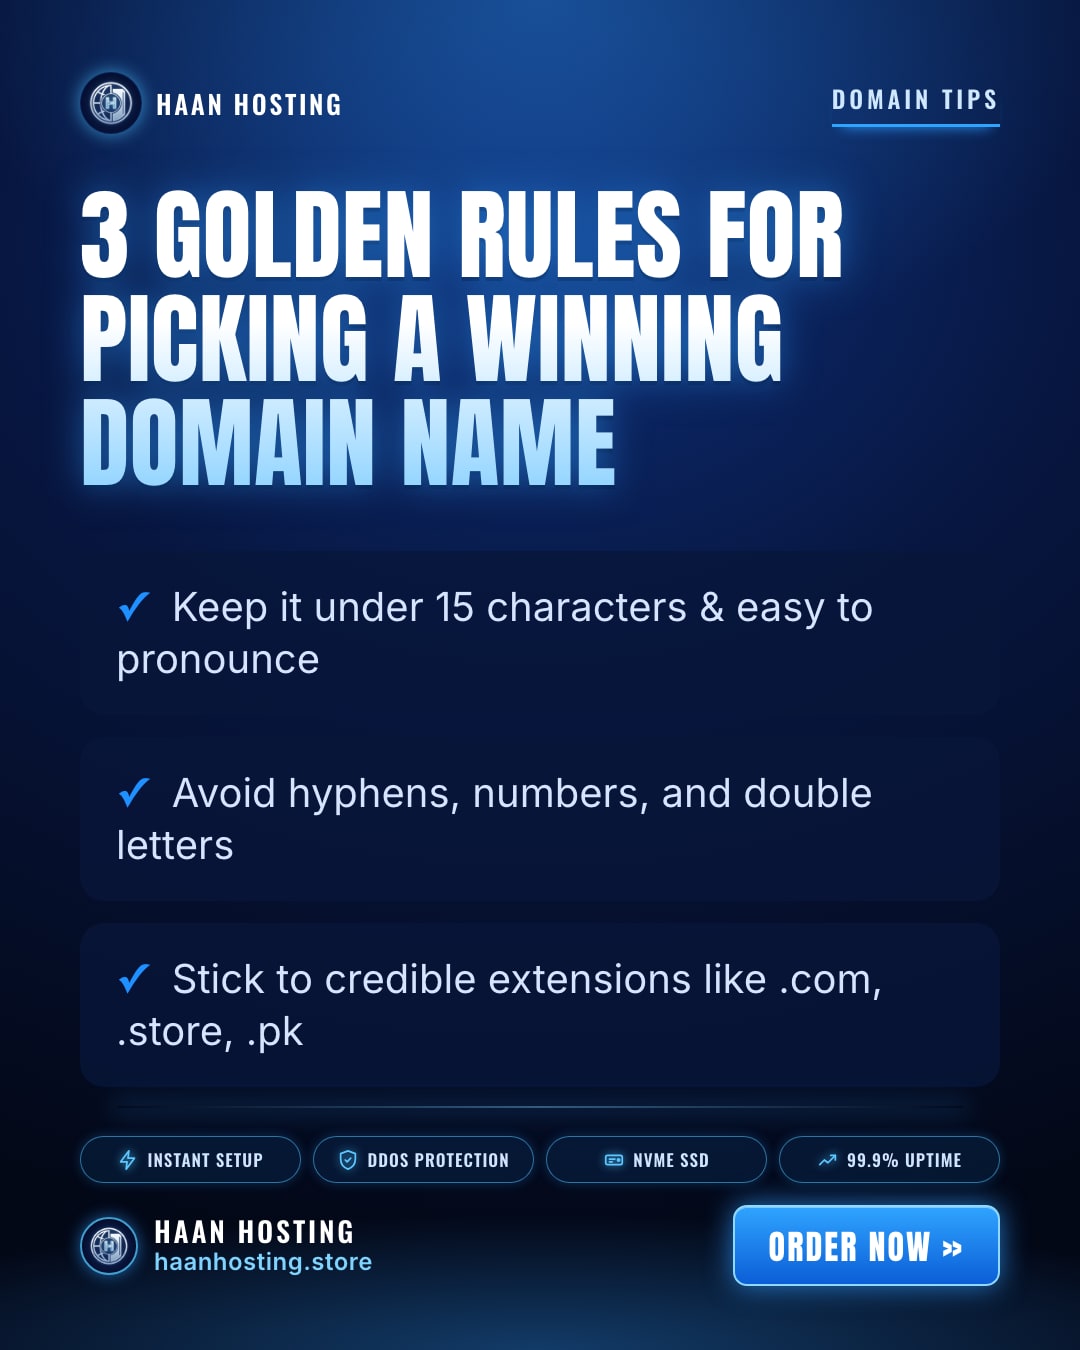 HAAN HOSTING
DOMAIN TIPS
3 GOLDEN RULES FOR
PICKING A WINNING
DOMAIN NAME
✓ Keep it under 15 characters & easy to
pronounce
✓ Avoid hyphens, numbers, and double
letters
✓ Stick to credible extensions like .com,
.store, .pk
INSTANT SETUP
DDOS PROTECTION
NVME SSD
99.9% UPTIME
HAAN HOSTING
haanhosting.store
ORDER NOW »